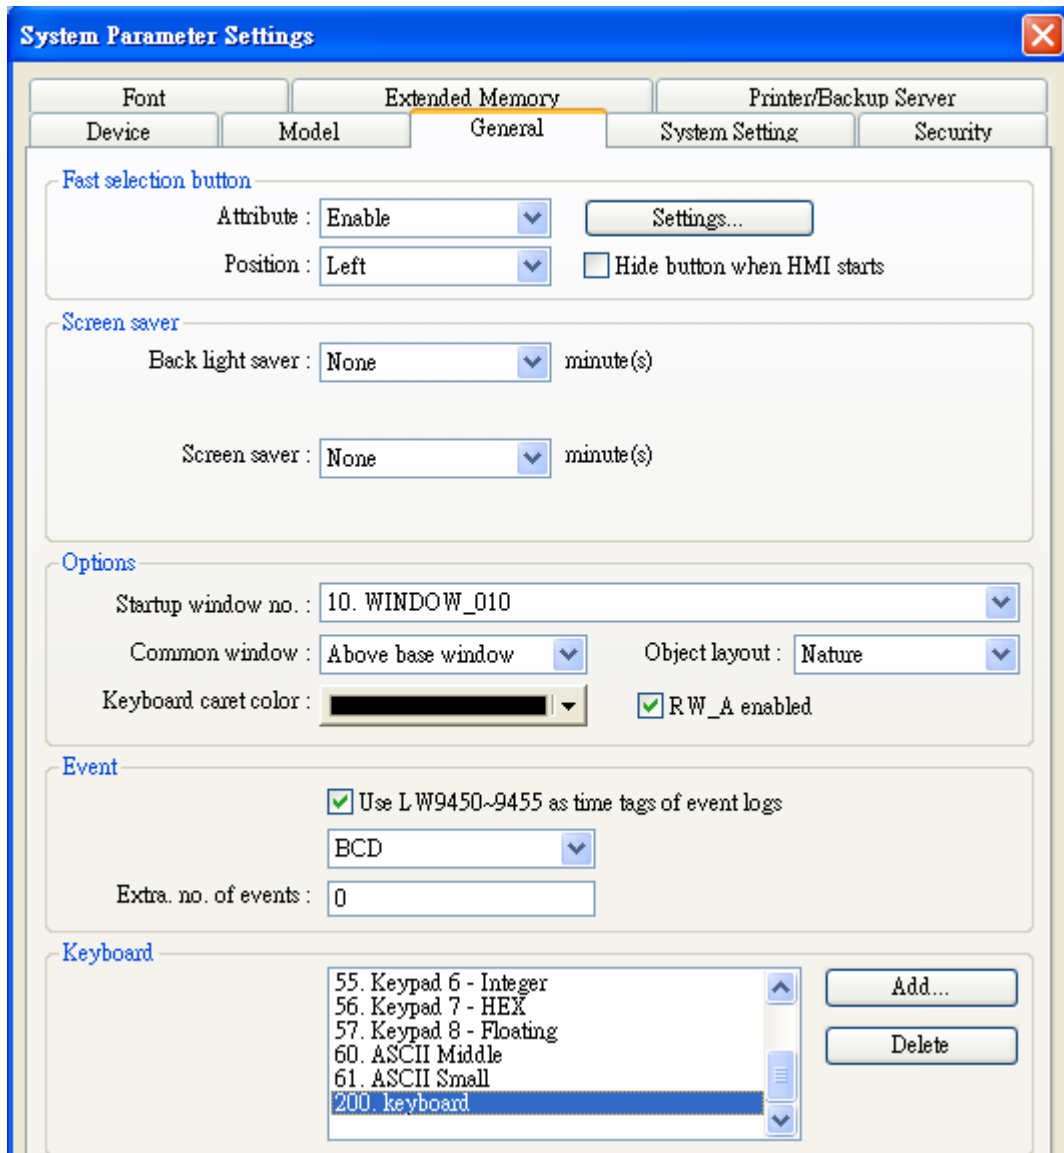 System Parameter Settings
Font Extended Memory Printer/Backup Server
Device Model General System Setting Security
Fast selection button
Attribute : Enable Settings...
Position : Left Hide button when HMI starts
Screen saver
Back light saver : None minute(s)
Screen saver : None minute(s)
Options
Startup window no. : 10. WINDOW_010
Common window : Above base window Object layout : Nature
Keyboard caret color : RW_A enabled
Event
Use LW9450~9455 as time tags of event logs
BCD
Extra. no. of events : 0
Keyboard
55. Keypad 6 - Integer
56. Keypad 7 - HEX
57. Keypad 8 - Floating
60. ASCII Middle
61. ASCII Small
200. keyboard
Add...
Delete